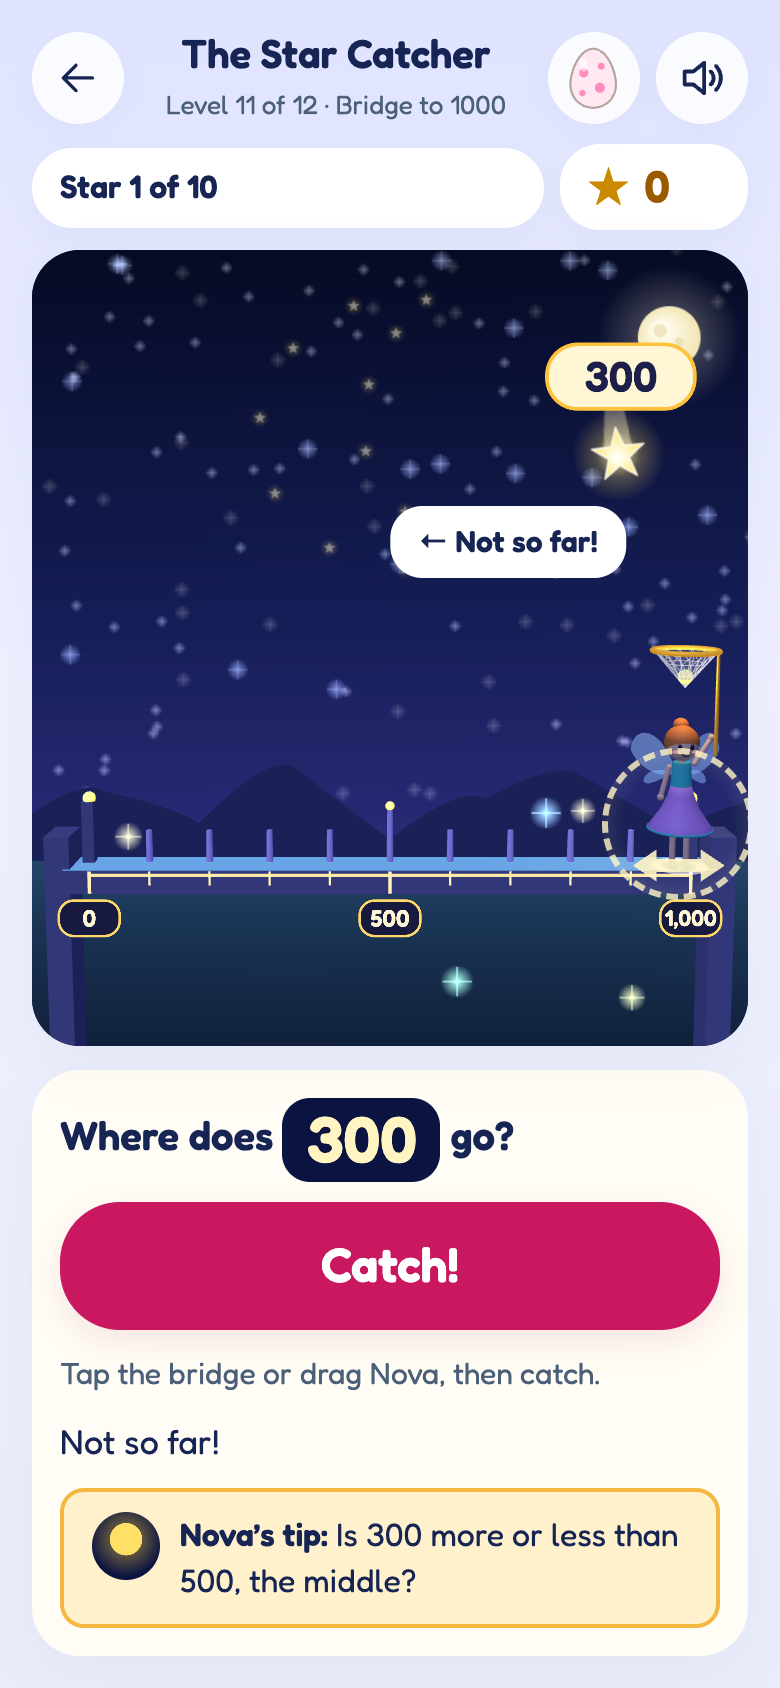 The Star Catcher
Level 11 of 12 · Bridge to 1000
Star 1 of 10
0
300
← Not so far!
0
500
1,000
Where does 300 go?
Catch!
Tap the bridge or drag Nova, then catch.
Not so far!
Nova’s tip: Is 300 more or less than
500, the middle?